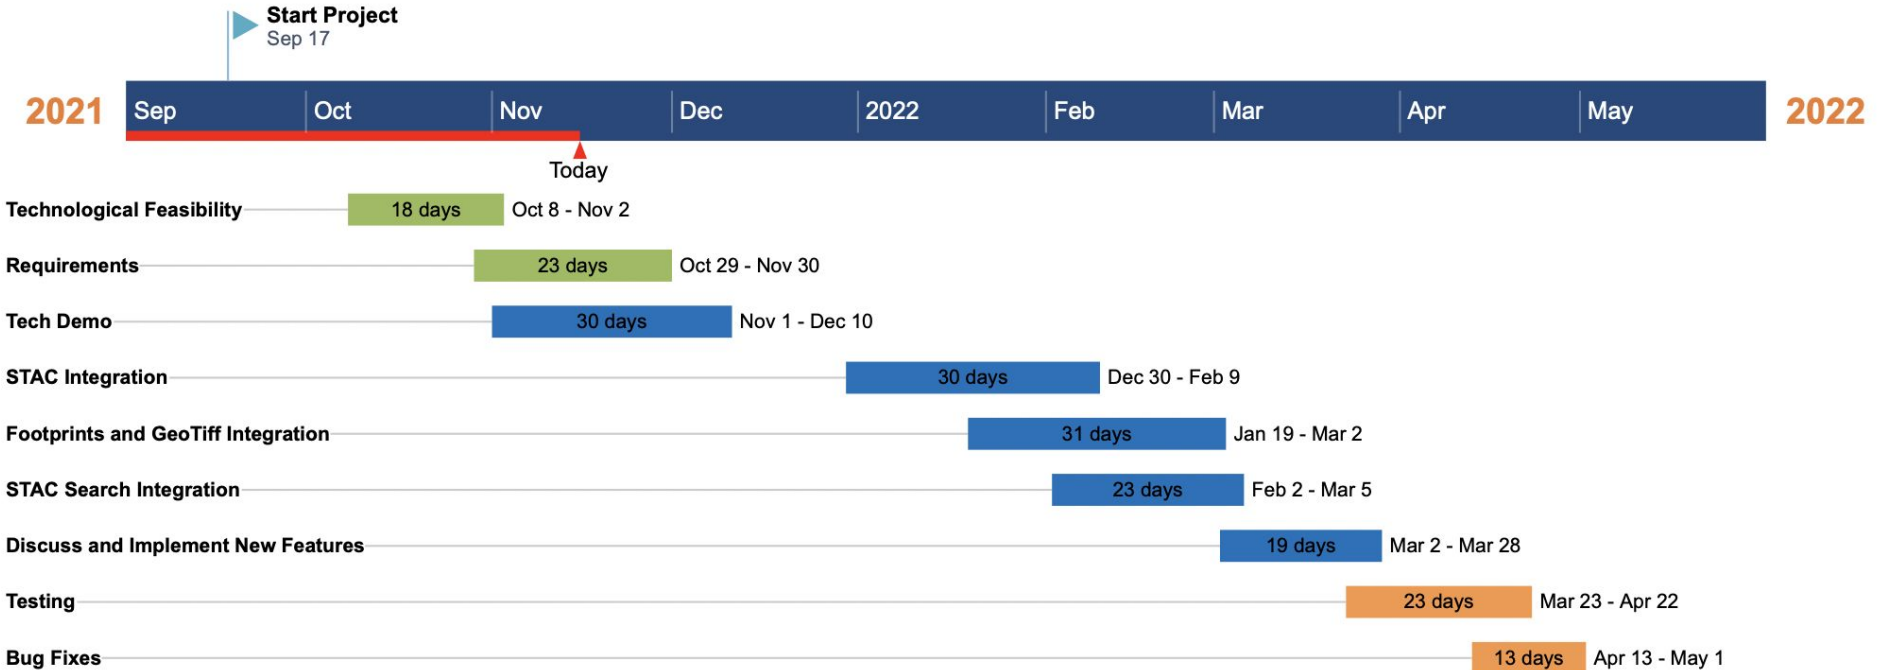 Start Project
Sep 17
2021 Sep Oct Nov Dec 2022 Feb Mar Apr May 2022
Today
Technological Feasibility 18 days Oct 8 - Nov 2
Requirements 23 days Oct 29 - Nov 30
Tech Demo 30 days Nov 1 - Dec 10
STAC Integration 30 days Dec 30 - Feb 9
Footprints and GeoTiff Integration 31 days Jan 19 - Mar 2
STAC Search Integration 23 days Feb 2 - Mar 5
Discuss and Implement New Features 19 days Mar 2 - Mar 28
Testing 23 days Mar 23 - Apr 22
Bug Fixes 13 days Apr 13 - May 1